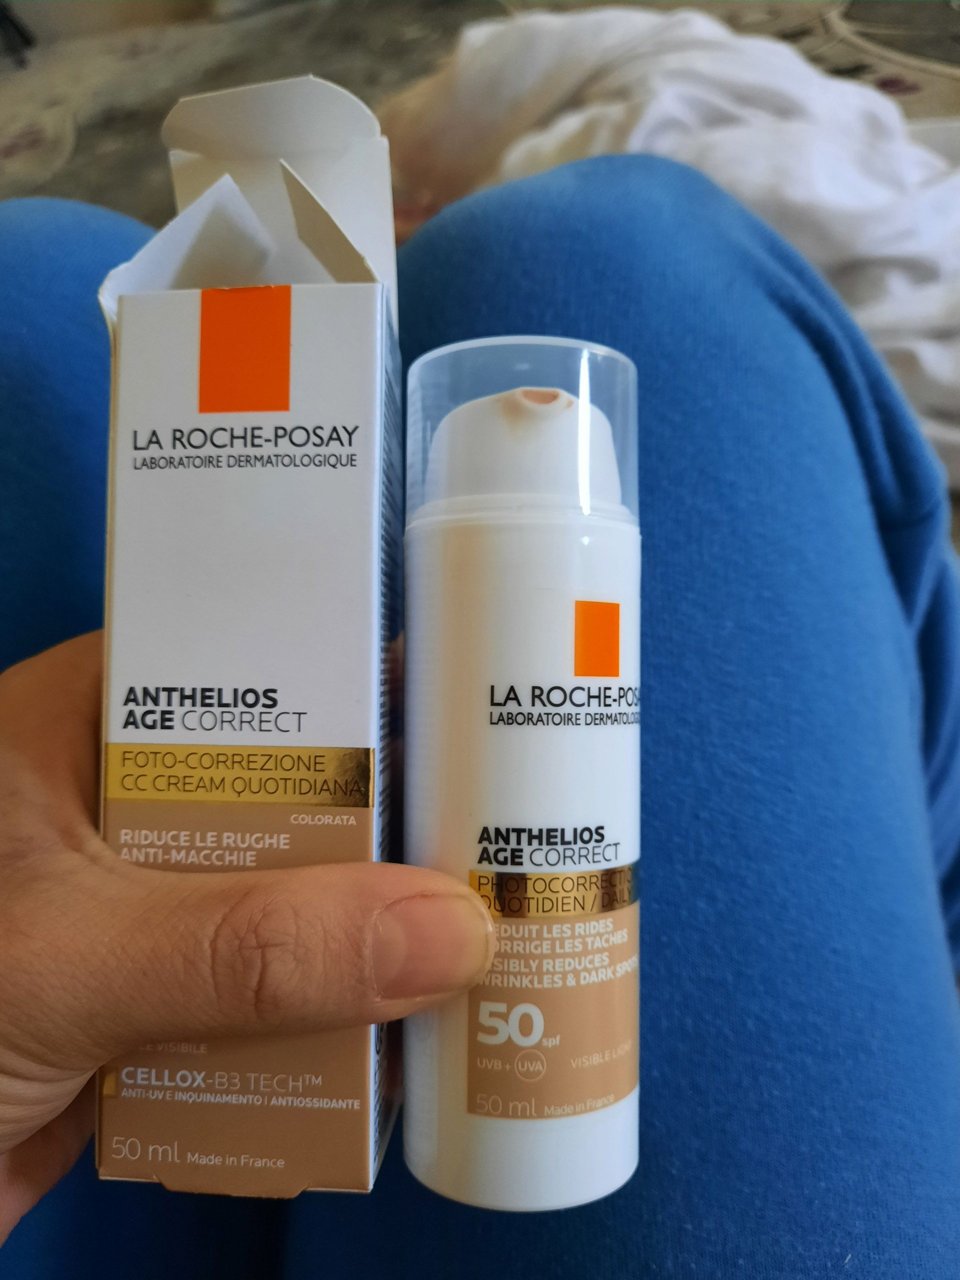 LA ROCHE-POSAY
LABORATOIRE DERMATOLOGIQUE
ANTHELIOS
AGE CORRECT
FOTO-CORREZIONE
CC CREAM QUOTIDIANA
COLORATA
RIDUCE LE RUGHE
ANTI-MACCHIE
CELLOX-B3 TECH™
ANTI-UV E INQUINAMENTO I ANTIOSSIDANTE
50 ml Made in France
LA ROCHE-POS
LABORATOIRE DERMATOLOG
ANTHELIOS
AGE CORRECT
PHOTOCORRECT
QUOTIDIEN / DAILY
EDUIT LES RIDES
ORRIGE LES TACHES
ISIBLY REDUCES
WRINKLES & DARK SPOTS
50 spf
UVB + UVA VISIBLE LIGH
50 ml Made in France